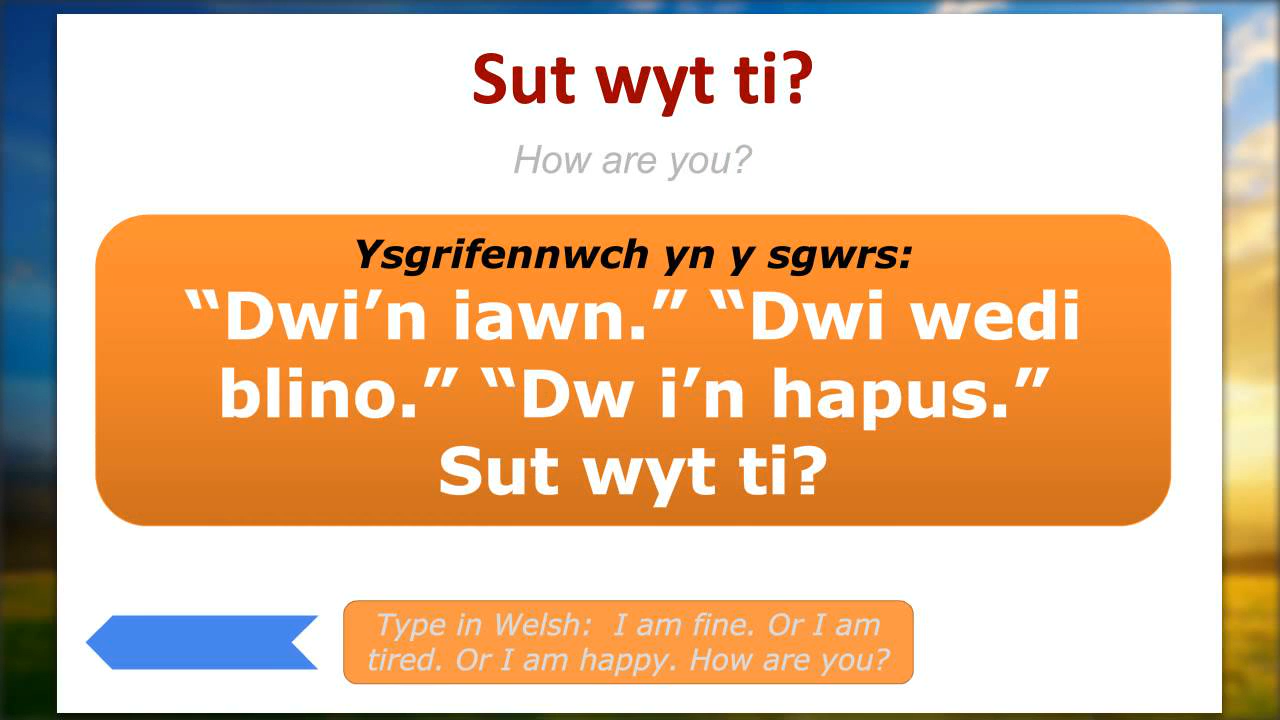 Sut wyt ti?
How are you?
Ysgrifennwch yn y sgwrs:
“Dwi’n iawn.” “Dwi wedi
blino.” “Dw i’n hapus.”
Sut wyt ti?
Type in Welsh:  I am fine. Or I am
tired. Or I am happy. How are you?